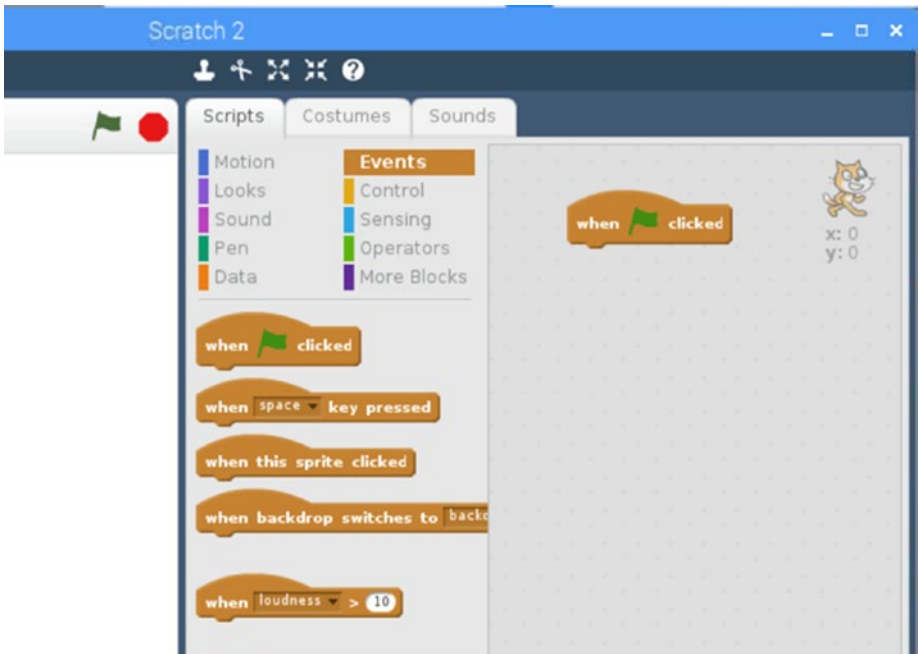 Scratch 2
Scripts Costumes Sounds
Motion Events
Looks Control
Sound Sensing
Pen Operators
Data More Blocks
when clicked
when space key pressed
when this sprite clicked
when backdrop switches to
when loudness > 10
when clicked
x: 0
y: 0